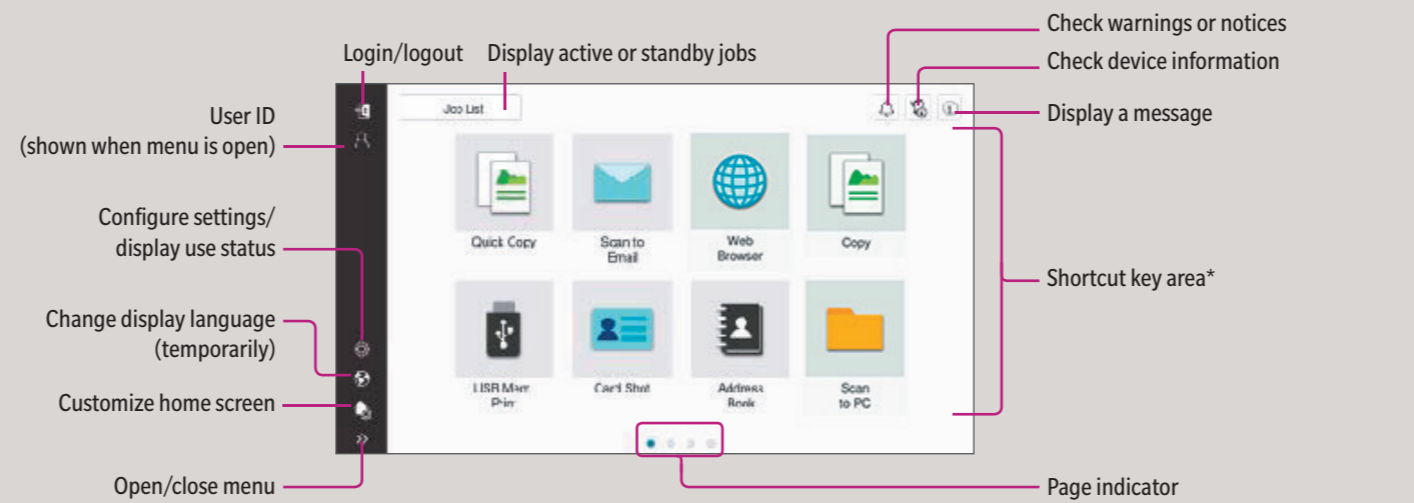 Check warnings or notices
Login/logout
Display active or standby jobs
Check device information
User ID
(shown when menu is open)
Job List
Display a message
Configure settings/
display use status
Quick Copy
Scan to
Email
Web
Browser
Copy
Shortcut key area*
Change display language
(temporarily)
Customize home screen
USB Mem
Print
Card Shot
Address
Book
Scan
to PC
Open/close menu
Page indicator